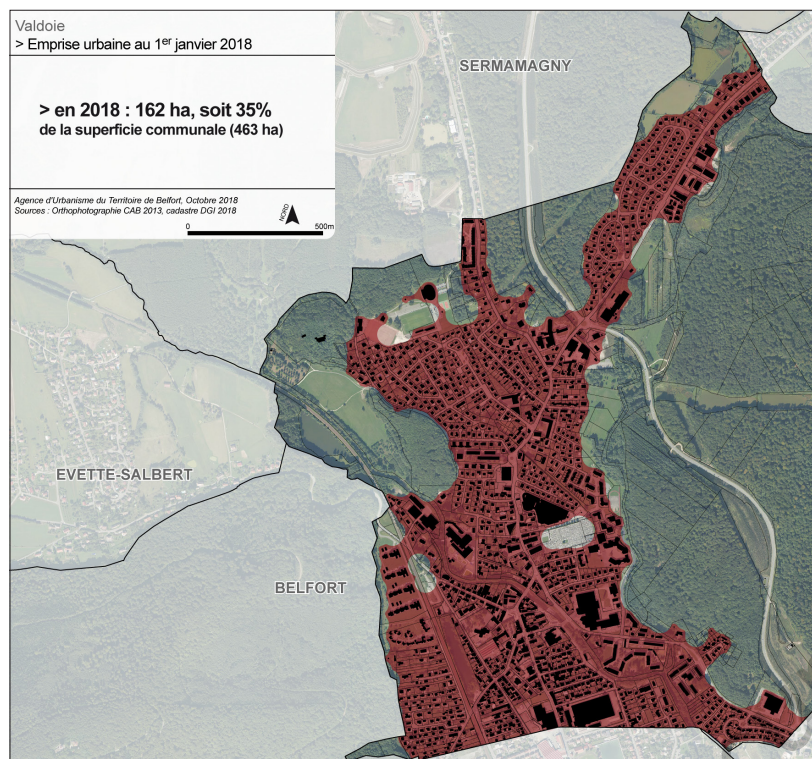 Valdoie
> Emprise urbaine au 1er janvier 2018
> en 2018 : 162 ha, soit 35%
de la superficie communale (463 ha)
Agence d'Urbanisme du Territoire de Belfort, Octobre 2018
Sources : Orthophotographie CAB 2013, cadastre DGI 2018
NORD
0 500m
SERMAMAGNY
EVETTE-SALBERT
BELFORT